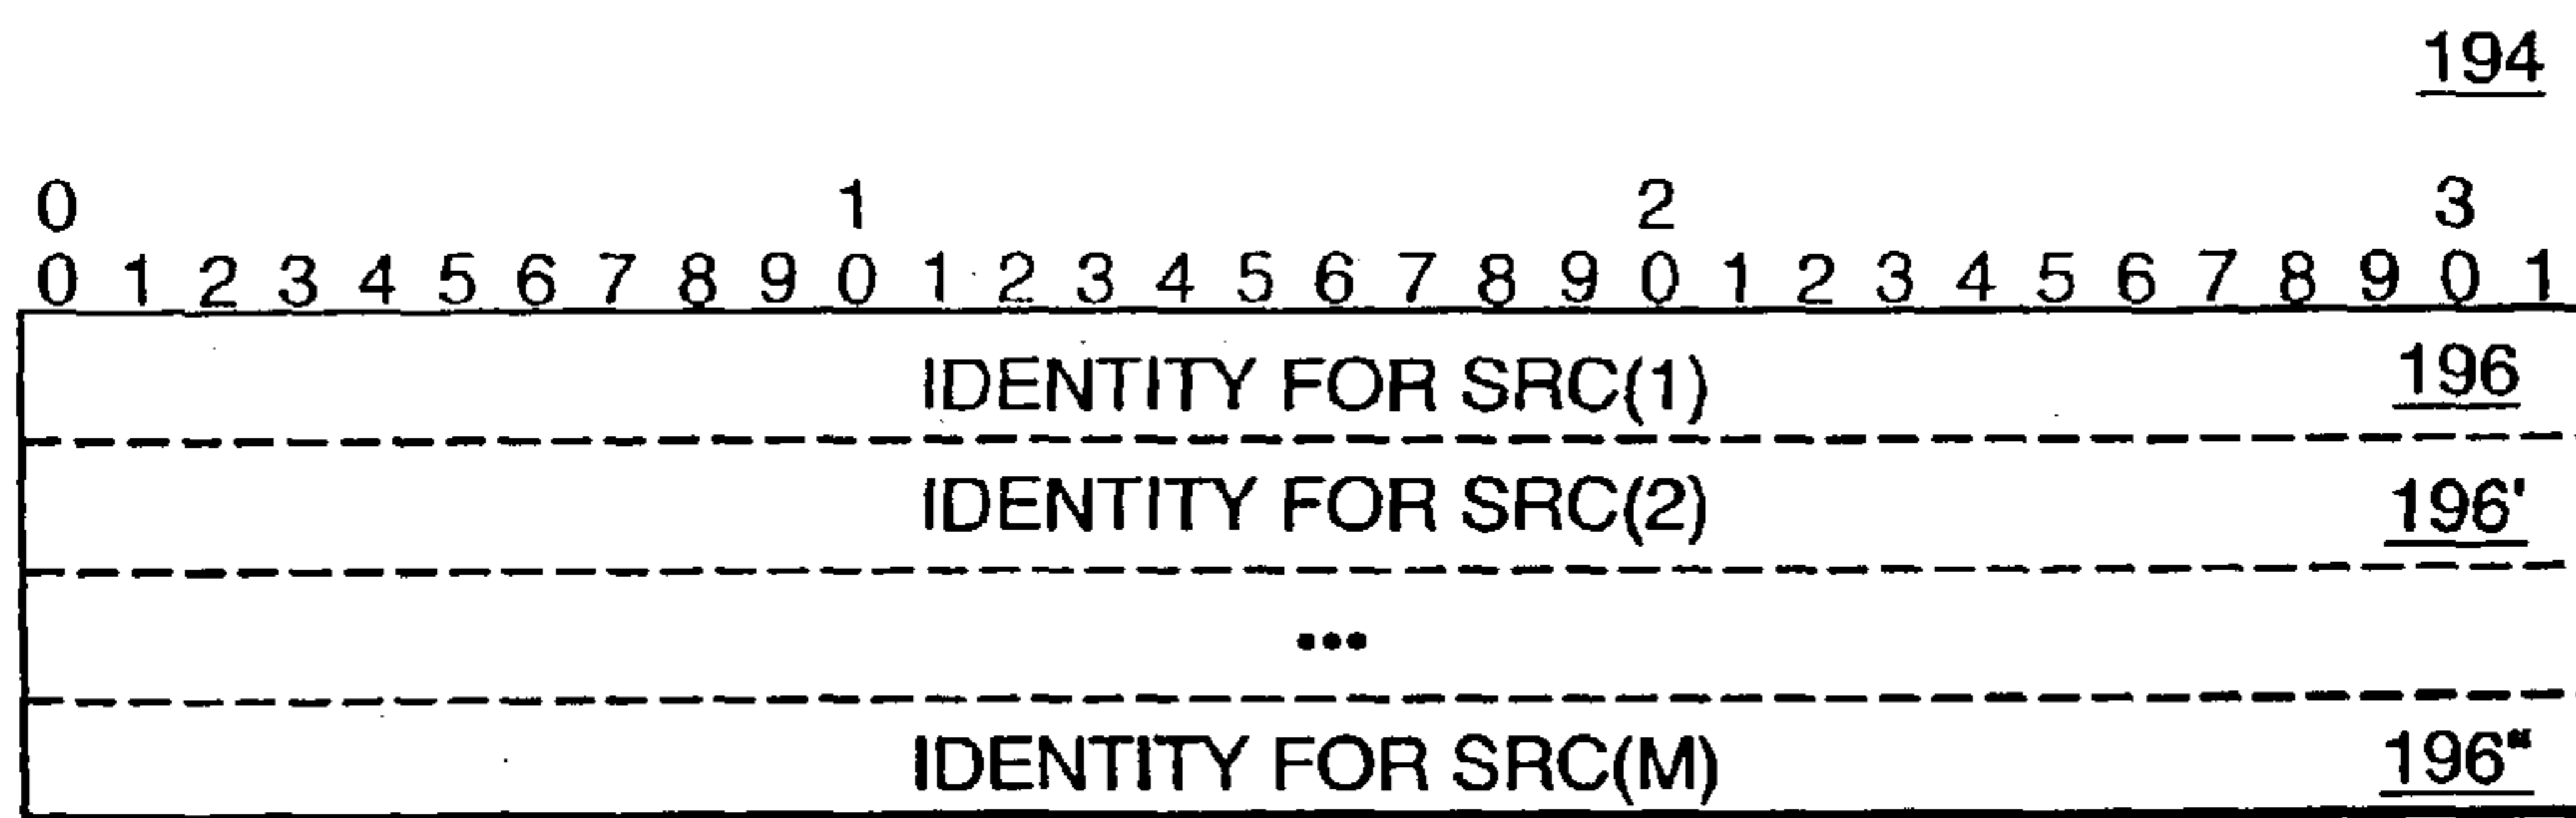 194
0 1 2 3
0 1 2 3 4 5 6 7 8 9 0 1 2 3 4 5 6 7 8 9 0 1 2 3 4 5 6 7 8 9 0 1
IDENTITY FOR SRC(1) 196
IDENTITY FOR SRC(2) 196'
...
IDENTITY FOR SRC(M) 196"